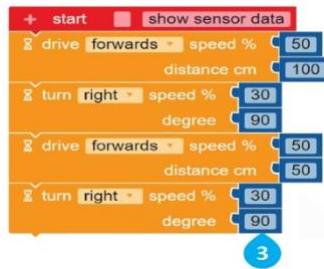 + start show sensor data
drive forwards speed % 50
distance cm 100
turn right speed % 30
degree 90
drive forwards speed % 50
distance cm 50
turn right speed % 30
degree 90
3